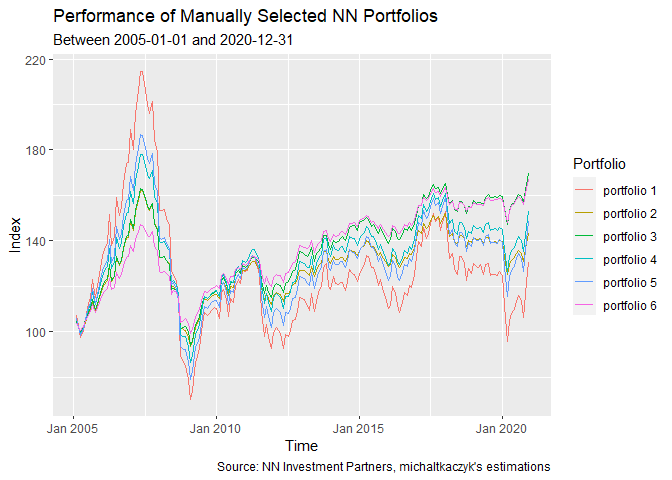 Performance of Manually Selected NN Portfolios
Between 2005-01-01 and 2020-12-31
220
180
140
100
Index
Jan 2005
Jan 2010
Jan 2015
Jan 2020
Time
Portfolio
portfolio 1
portfolio 2
portfolio 3
portfolio 4
portfolio 5
portfolio 6
Source: NN Investment Partners, michaltkaczyk's estimations